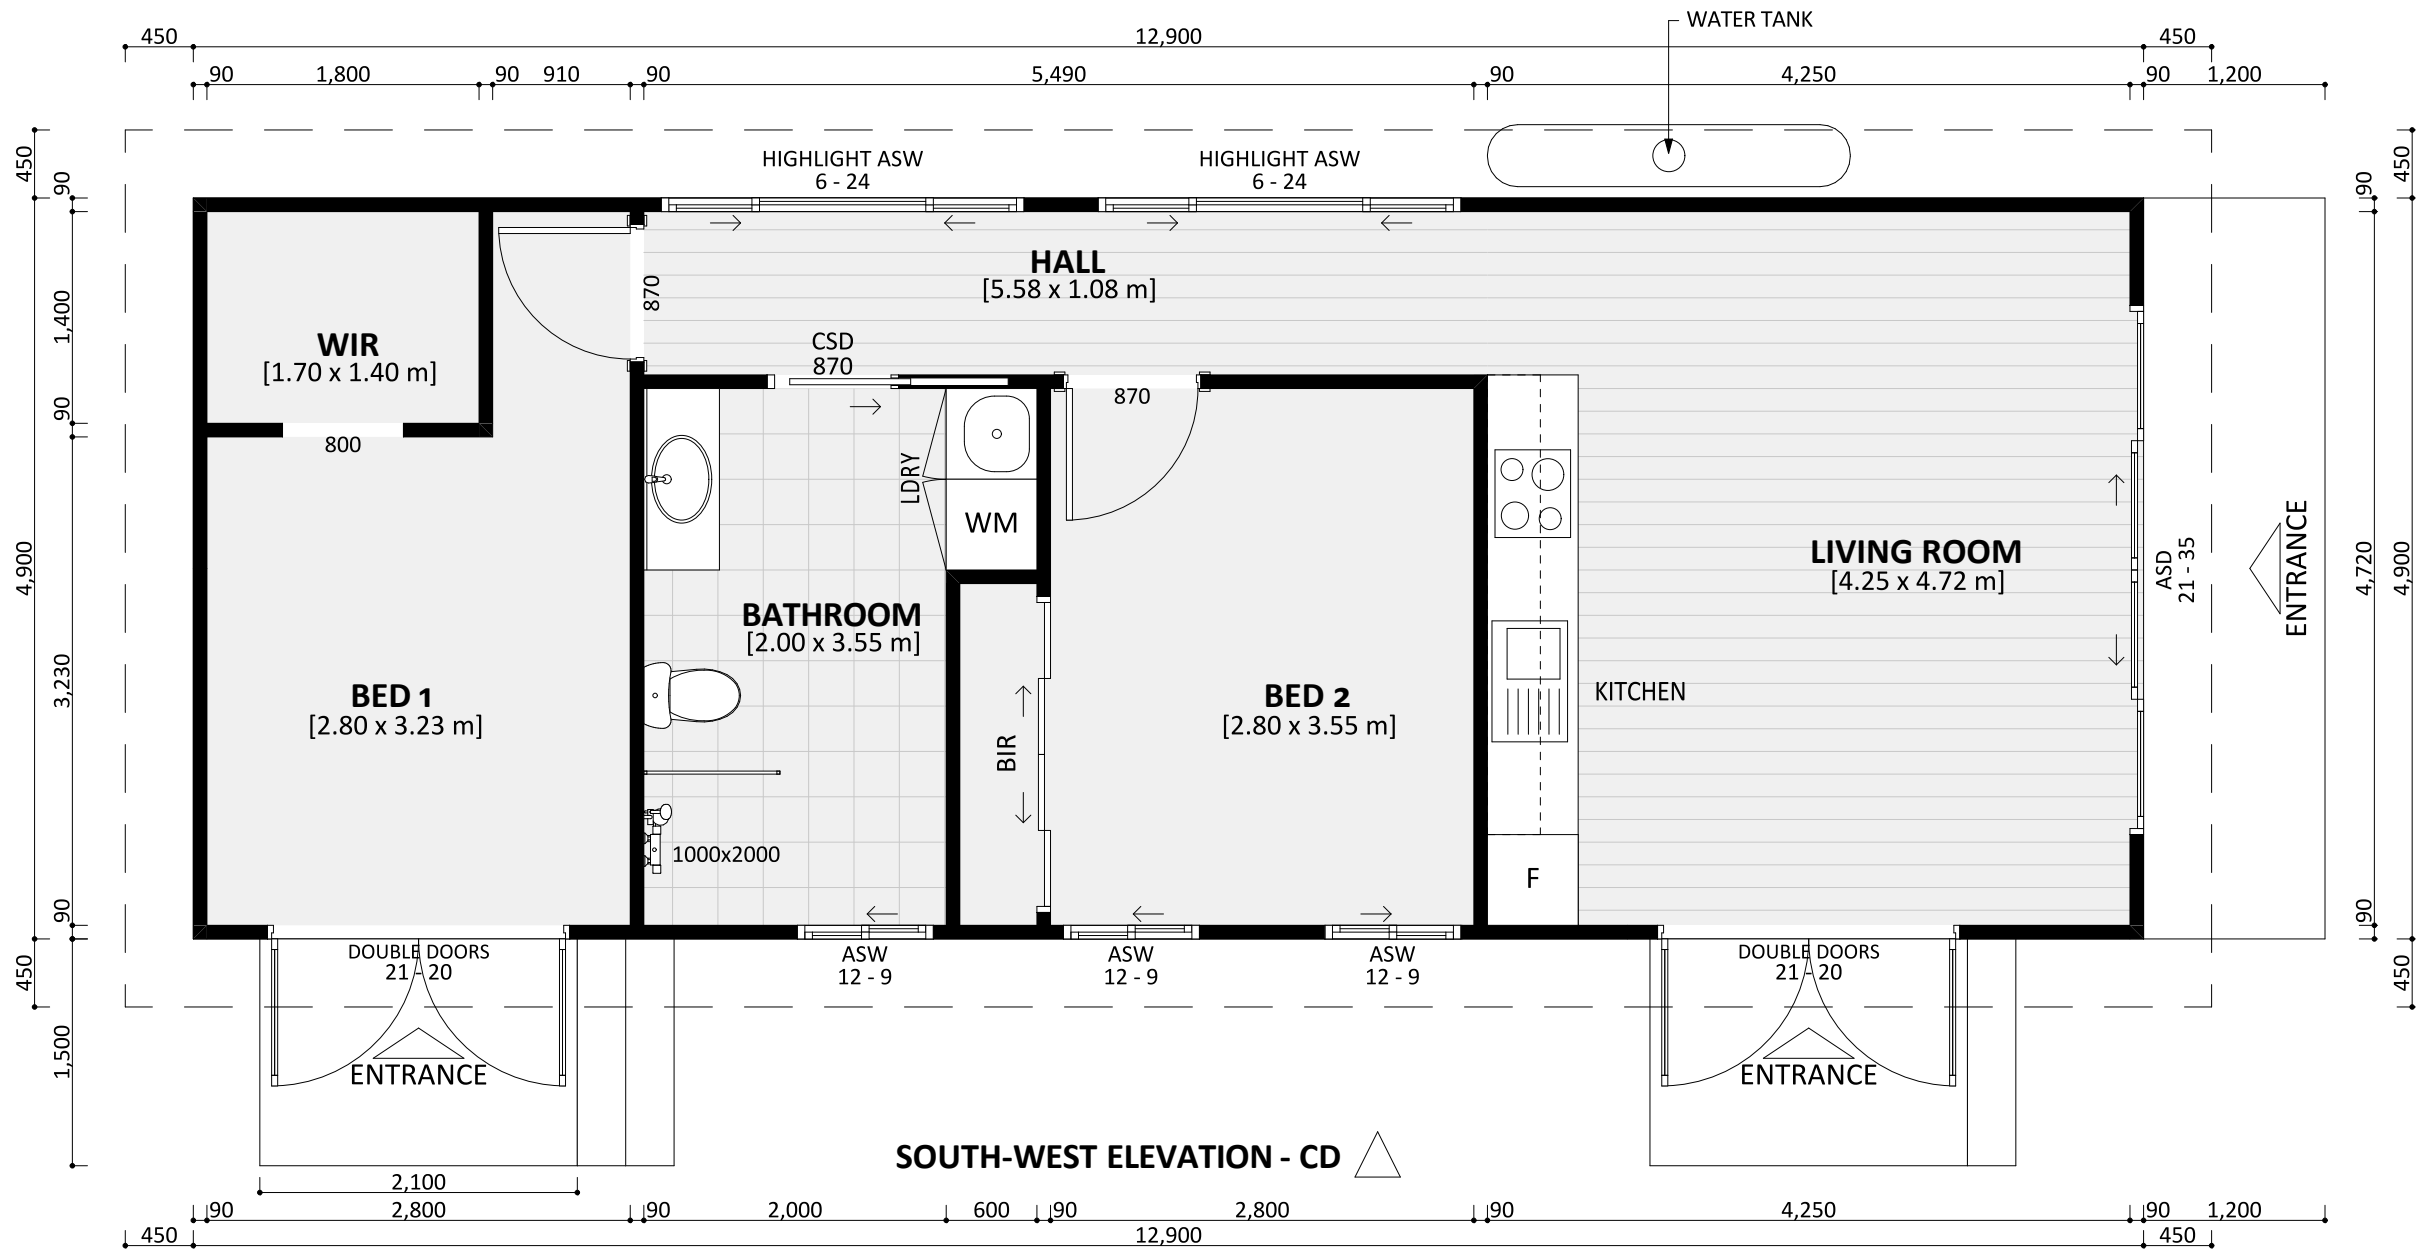 WATER TANK
450 12,900 450
90 1,800 90 910 90 5,490 90 4,250 90 1,200
HIGHLIGHT ASW
6 - 24
HIGHLIGHT ASW
6 - 24
450
90
1,400
90
4,900
3,230
90
450
1,500
450
90
4,720
4,900
90
450
HALL
[5.58 x 1.08 m]
870
WIR
[1.70 x 1.40 m]
800
CSD
870
870
LDRY
WM
BATHROOM
[2.00 x 3.55 m]
LIVING ROOM
[4.25 x 4.72 m]
ASD
21 - 35
ENTRANCE
BED 1
[2.80 x 3.23 m]
BIR
BED 2
[2.80 x 3.55 m]
KITCHEN
1000x2000
F
DOUBLE DOORS
21 - 20
ENTRANCE
ASW
12 - 9
ASW
12 - 9
ASW
12 - 9
DOUBLE DOORS
21 - 20
ENTRANCE
SOUTH-WEST ELEVATION - CD
2,100
90 2,800 90 2,000 600 90 2,800 90 4,250 90 1,200
450 12,900 450